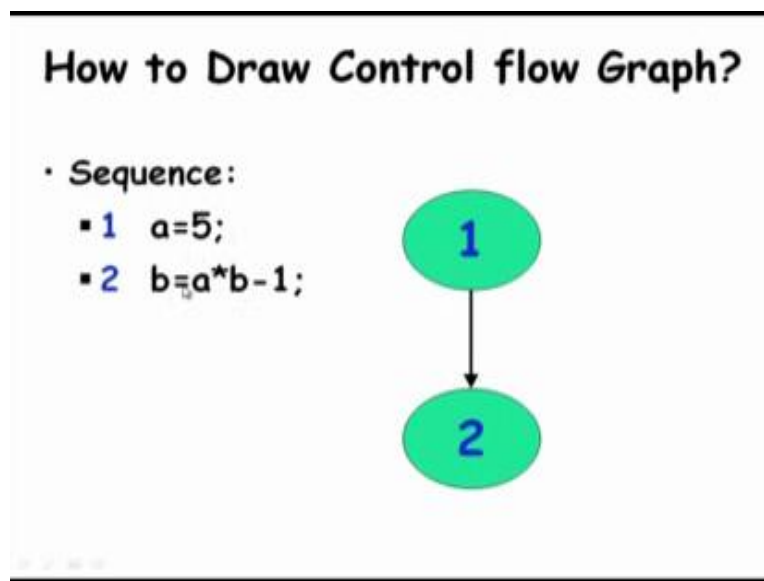 How to Draw Control flow Graph?
• Sequence:
▪ 1 a=5;
▪ 2 b=a*b-1;
1
2